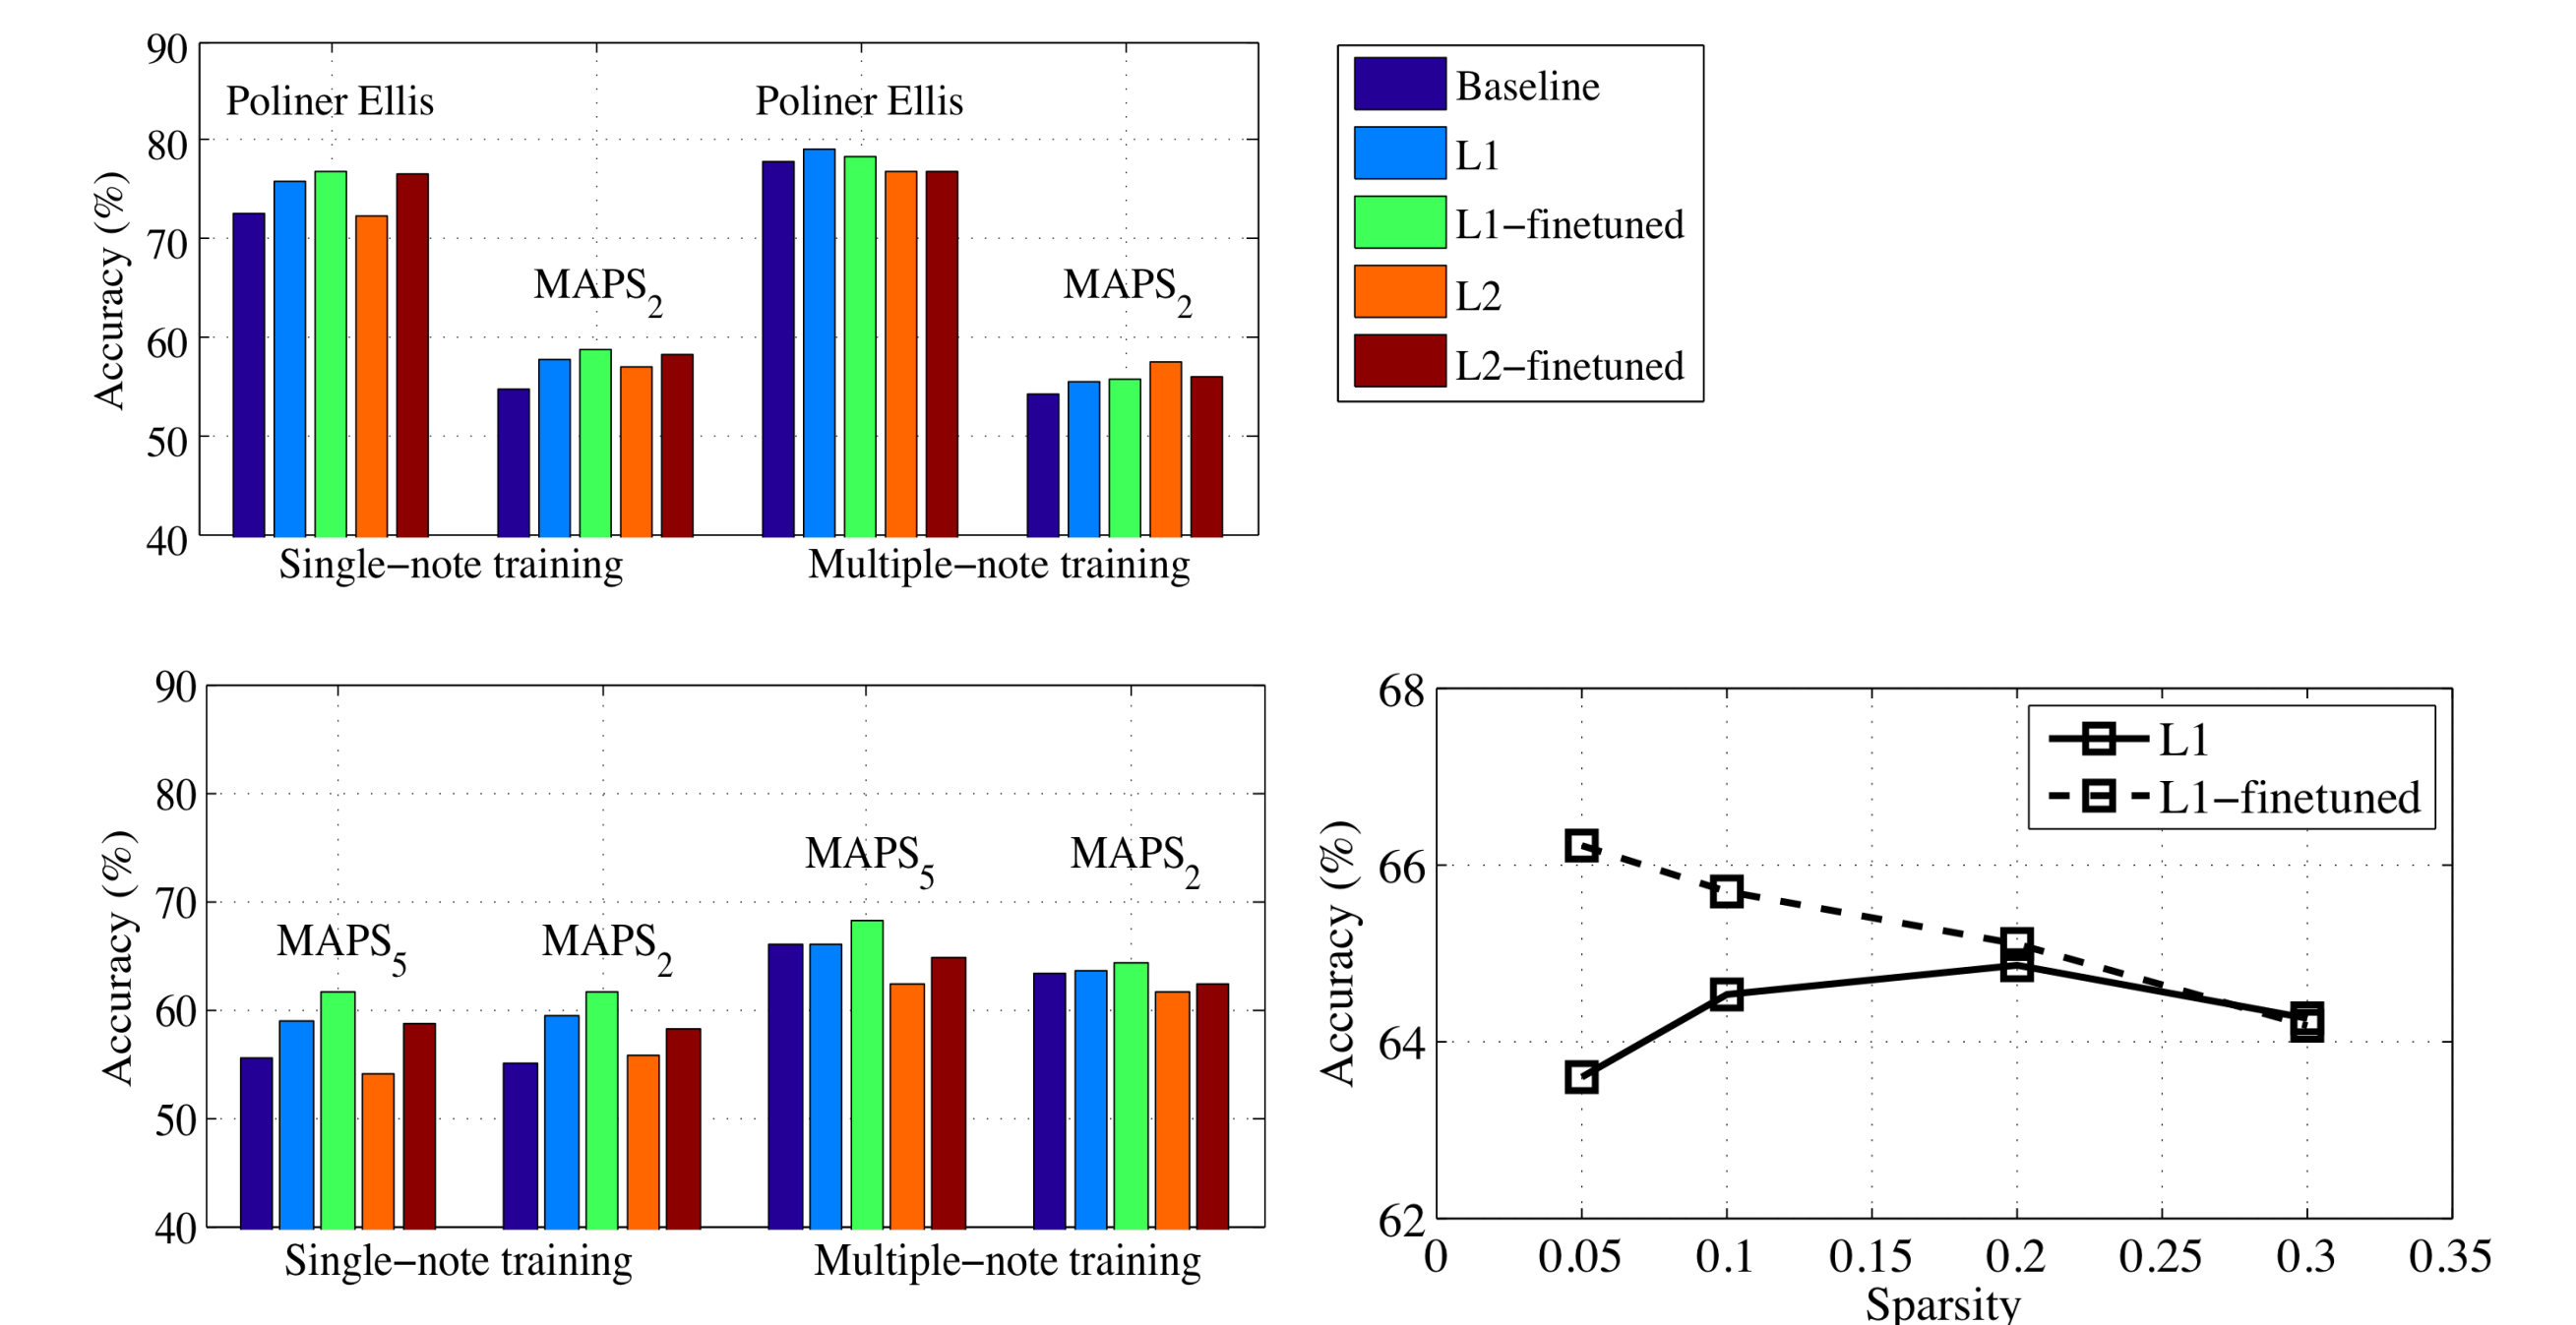 90
80
70
60
50
40
Accuracy (%)
Poliner Ellis
MAPS2
Poliner Ellis
MAPS2
Single−note training
Multiple−note training
Baseline
L1
L1−finetuned
L2
L2−finetuned
90
80
70
60
50
40
Accuracy (%)
MAPS5
MAPS2
MAPS5
MAPS2
Single−note training
Multiple−note training
68
66
64
62
Accuracy (%)
L1
L1−finetuned
0 0.05 0.1 0.15 0.2 0.25 0.3 0.35
Sparsity